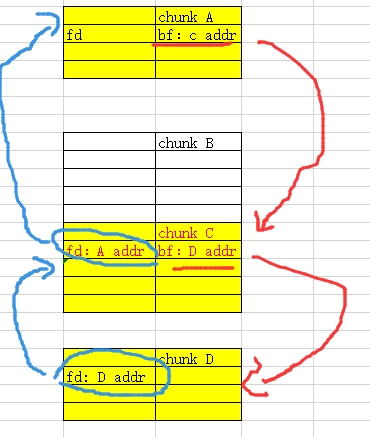 chunk A
fd bf: c addr
chunk B
chunk C
fd: A addr bf: D addr
chunk D
fd: D addr